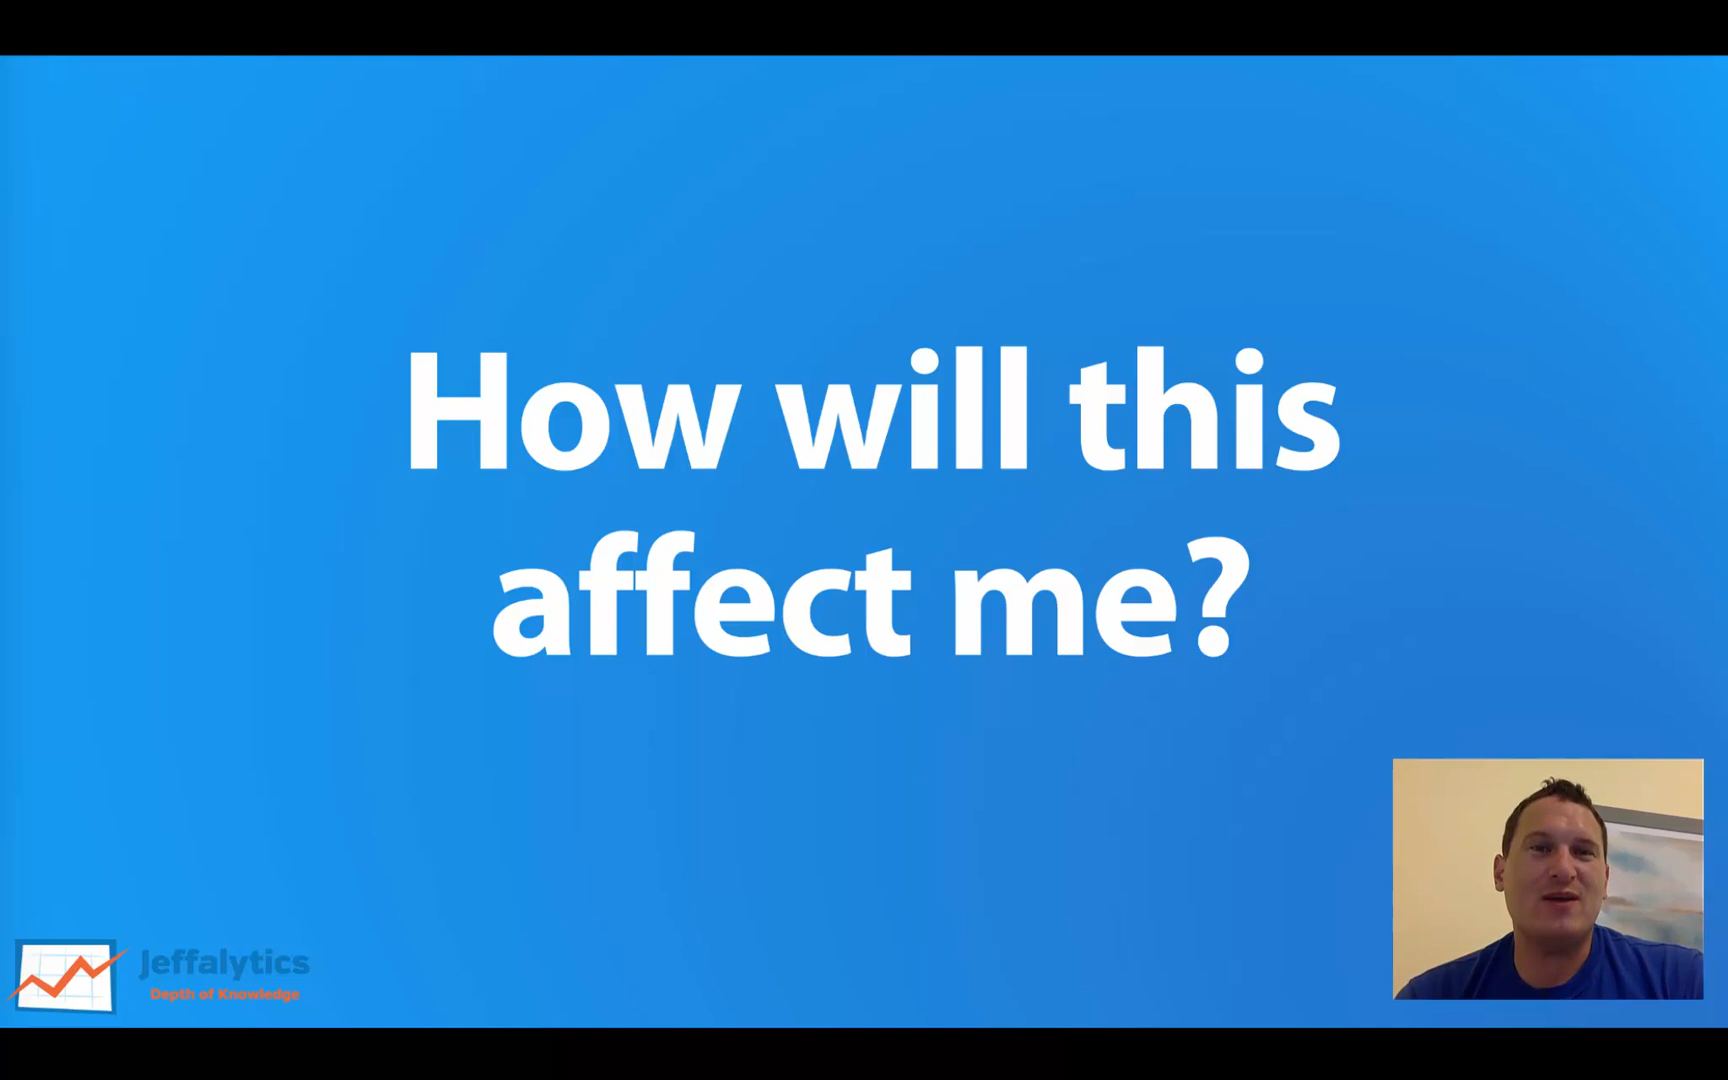 How will this
affect me?
Jeffalytics
Depth of Knowledge